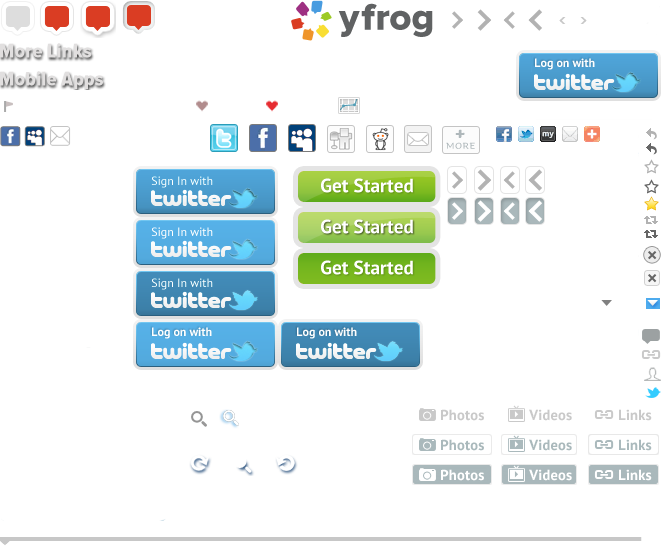 yfrog
More Links
Mobile Apps
Log on with
twitter
MORE
my
Sign In with
twitter
Get Started
Sign In with
twitter
Get Started
Sign In with
twitter
Get Started
Log on with
twitter
Log on with
twitter
Photos Videos Links
Photos Videos Links
Photos Videos Links